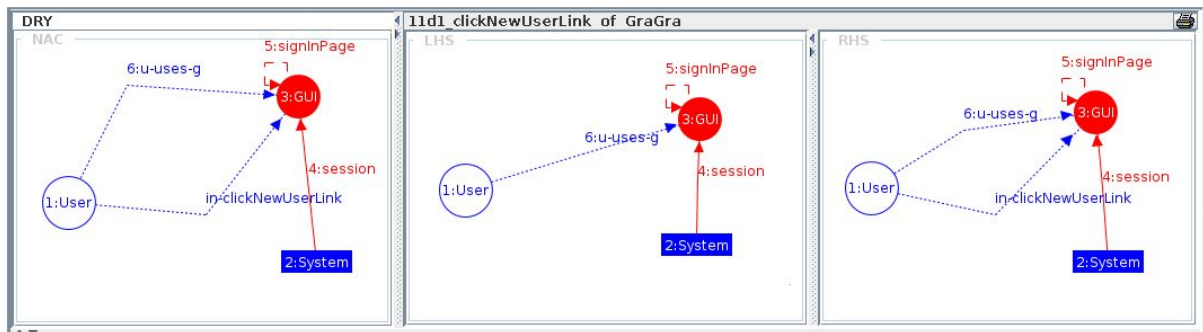 DRY
11d1_clickNewUserLink of GraGra
NAC
5:signInPage
6:u-uses-g
3:GUI
4:session
1:User
in-clickNewUserLink
2:System
LHS
5:signInPage
3:GUI
6:u-uses-g
4:session
1:User
2:System
RHS
5:signInPage
6:u-uses-g
3:GUI
4:session
1:User
in-clickNewUserLink
2:System